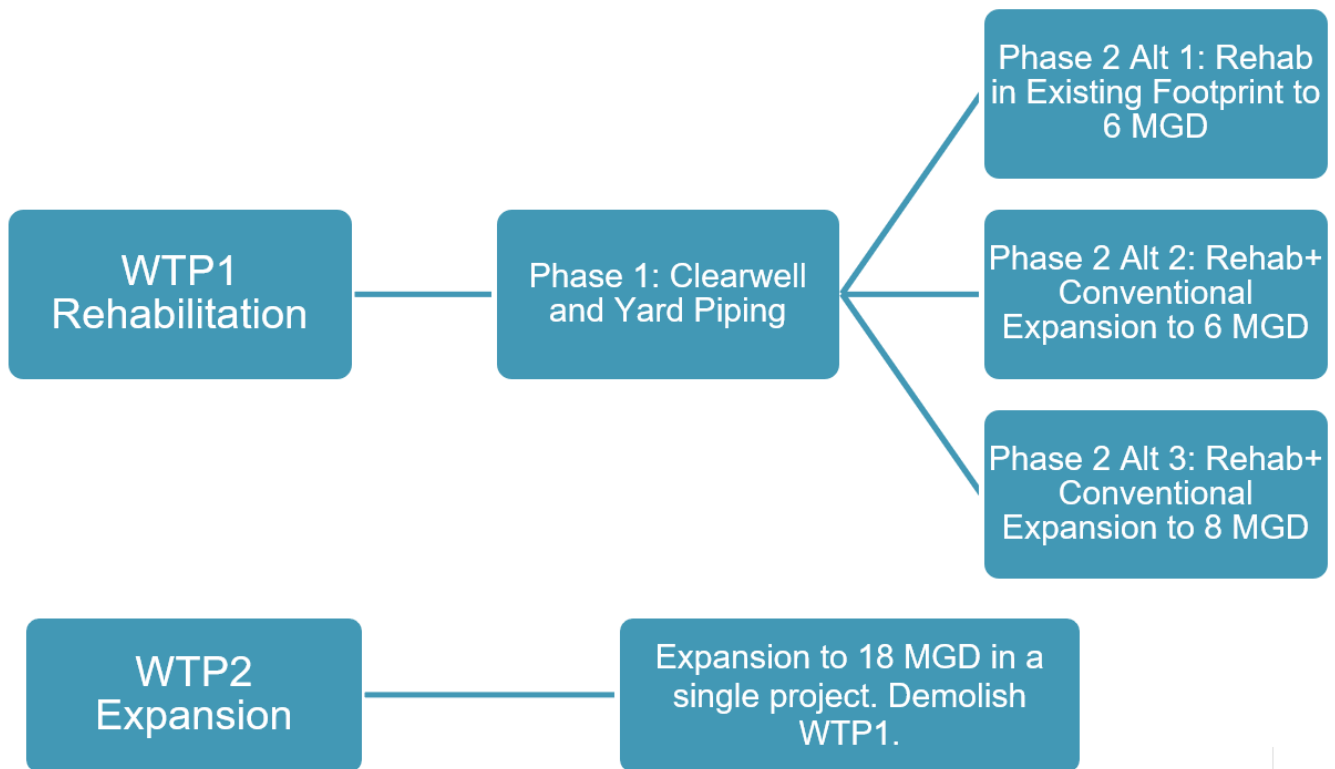 WTP1
Rehabilitation
Phase 1: Clearwell
and Yard Piping
Phase 2 Alt 1: Rehab
in Existing Footprint to
6 MGD
Phase 2 Alt 2: Rehab+
Conventional
Expansion to 6 MGD
Phase 2 Alt 3: Rehab+
Conventional
Expansion to 8 MGD
WTP2
Expansion
Expansion to 18 MGD in a
single project. Demolish
WTP1.